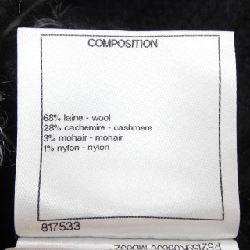 COMPOSITION
68% laine - wool
28% cachemire - cashmere
3% mohair - mohair
1% nylon - nylon
817533